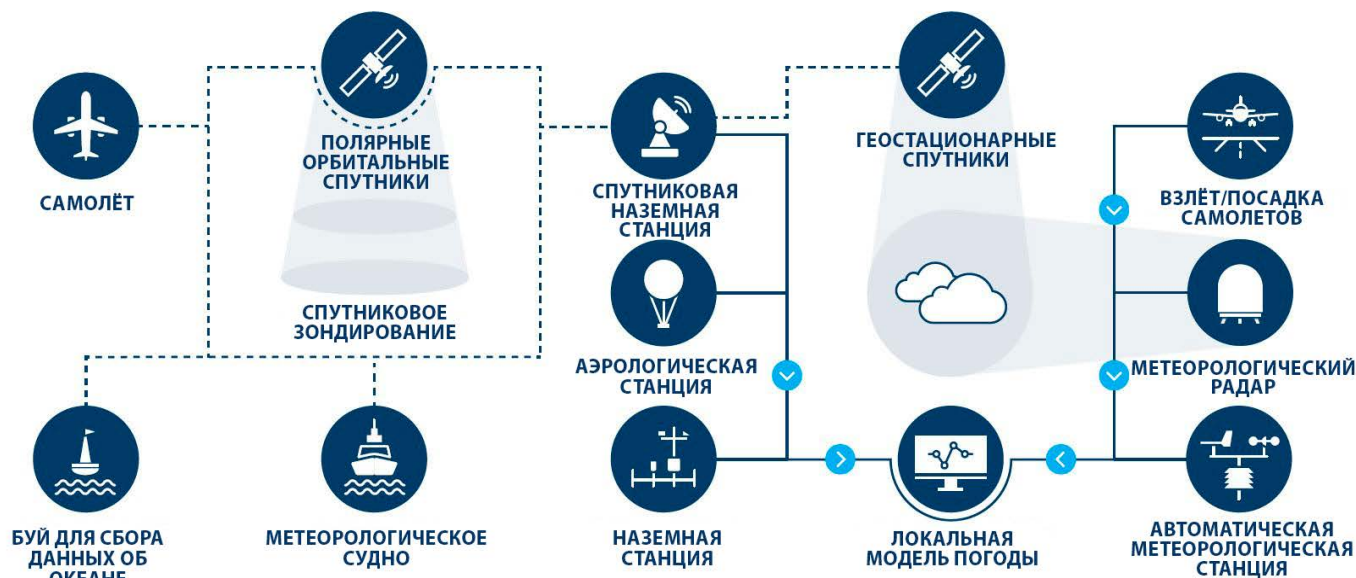 ПОЛЯРНЫЕ
ОРБИТАЛЬНЫЕ
СПУТНИКИ
ГЕОСТАЦИОНАРНЫЕ
СПУТНИКИ
САМОЛЁТ
СПУТНИКОВАЯ
НАЗЕМНАЯ
СТАНЦИЯ
ВЗЛЁТ/ПОСАДКА
САМОЛЕТОВ
СПУТНИКОВОЕ
ЗОНДИРОВАНИЕ
АЭРОЛОГИЧЕСКАЯ
СТАНЦИЯ
МЕТЕОРОЛОГИЧЕСКИЙ
РАДАР
БУЙ ДЛЯ СБОРА
ДАННЫХ ОБ
ОКЕАНЕ
МЕТЕОРОЛОГИЧЕСКОЕ
СУДНО
НАЗЕМНАЯ
СТАНЦИЯ
ЛОКАЛЬНАЯ
МОДЕЛЬ ПОГОДЫ
АВТОМАТИЧЕСКАЯ
МЕТЕОРОЛОГИЧЕСКАЯ
СТАНЦИЯ